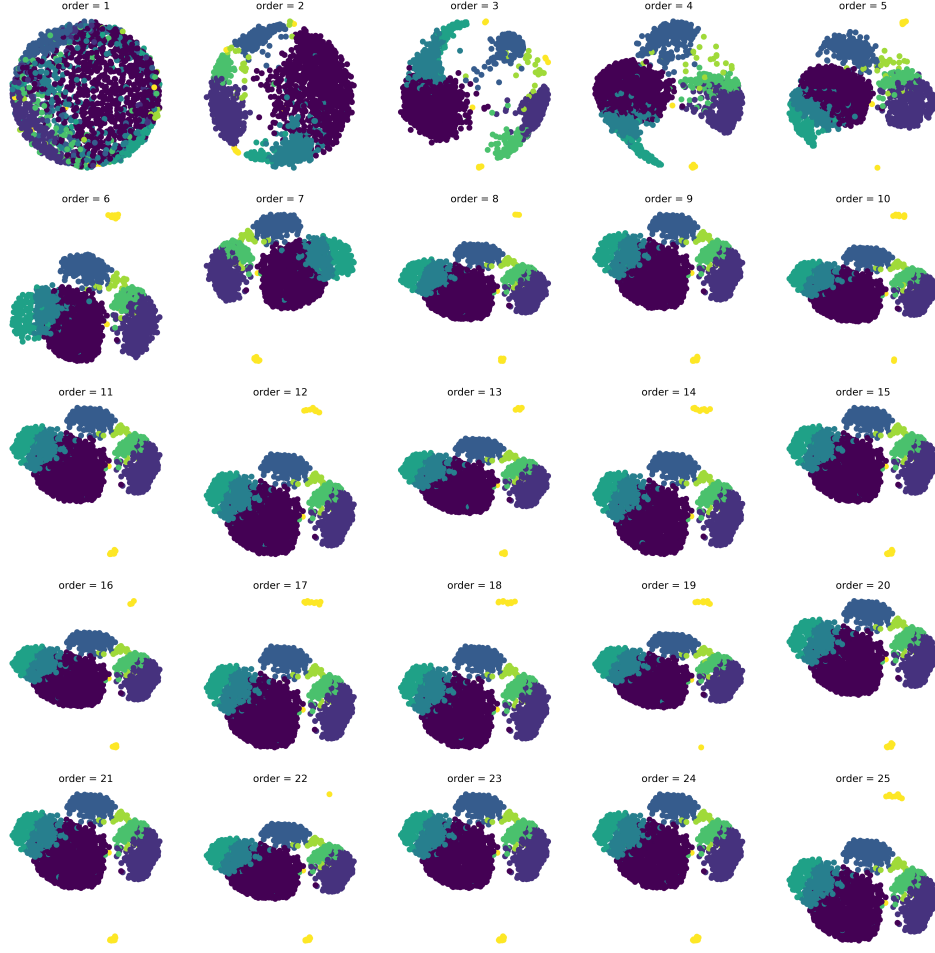 order = 1
order = 2
order = 3
order = 4
order = 5
order = 6
order = 7
order = 8
order = 9
order = 10
order = 11
order = 12
order = 13
order = 14
order = 15
order = 16
order = 17
order = 18
order = 19
order = 20
order = 21
order = 22
order = 23
order = 24
order = 25